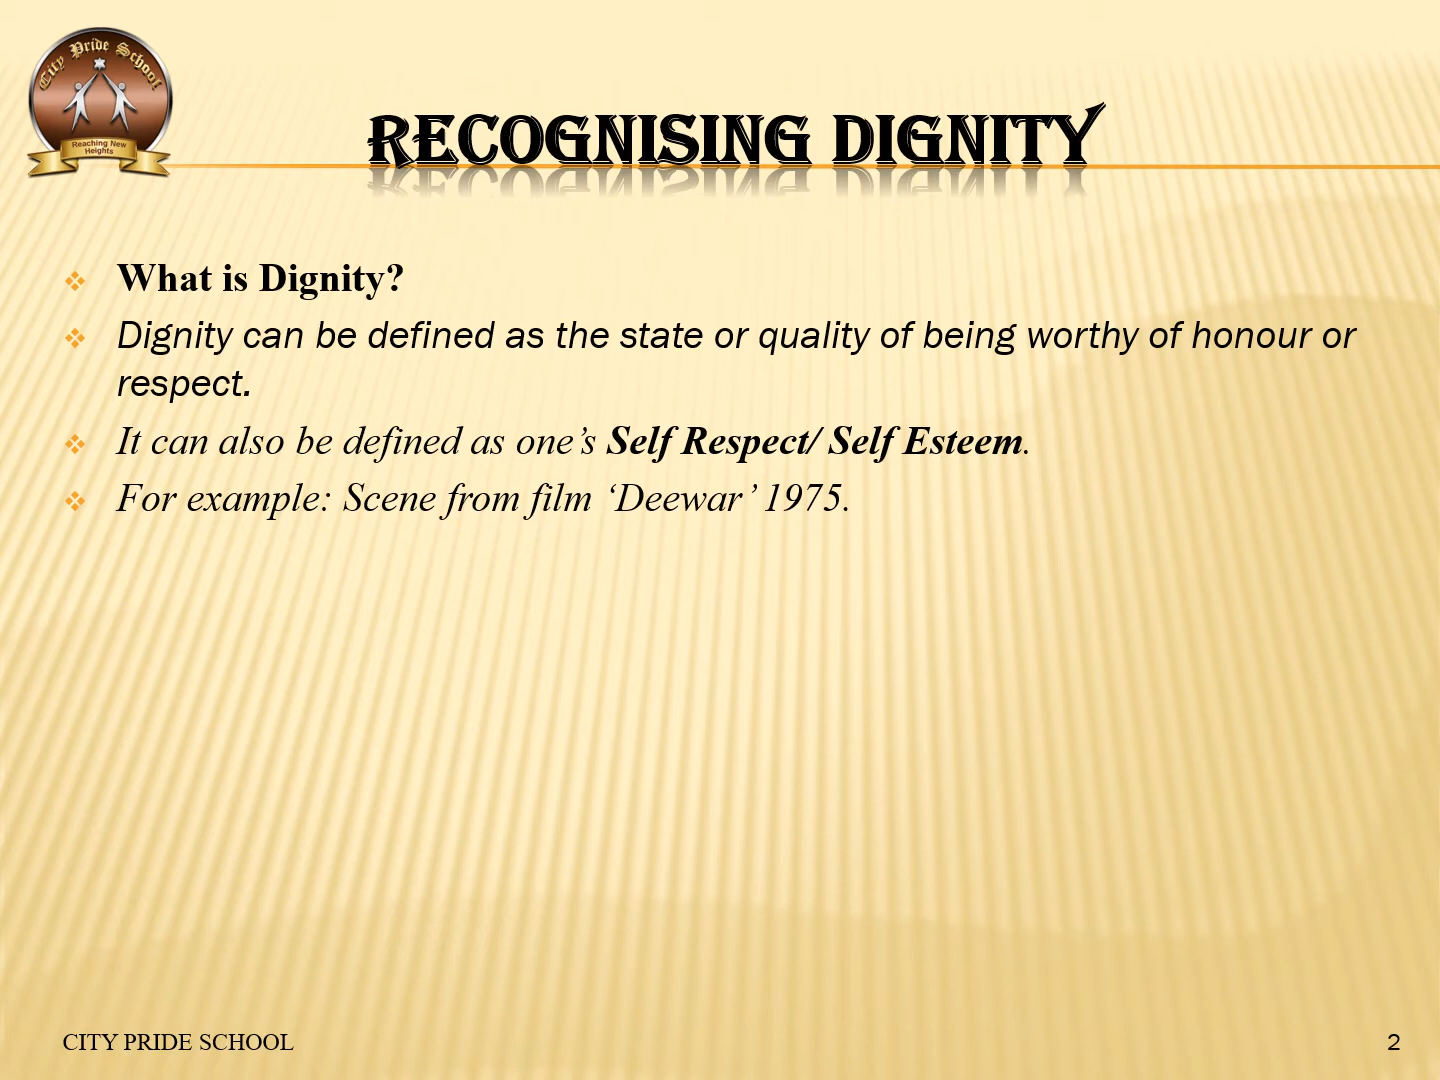 City Pride School
Reaching New
Heights
RECOGNISING DIGNITY
What is Dignity?
Dignity can be defined as the state or quality of being worthy of honour or
respect.
It can also be defined as one’s Self Respect/ Self Esteem.
For example: Scene from film ‘Deewar’ 1975.
CITY PRIDE SCHOOL
2